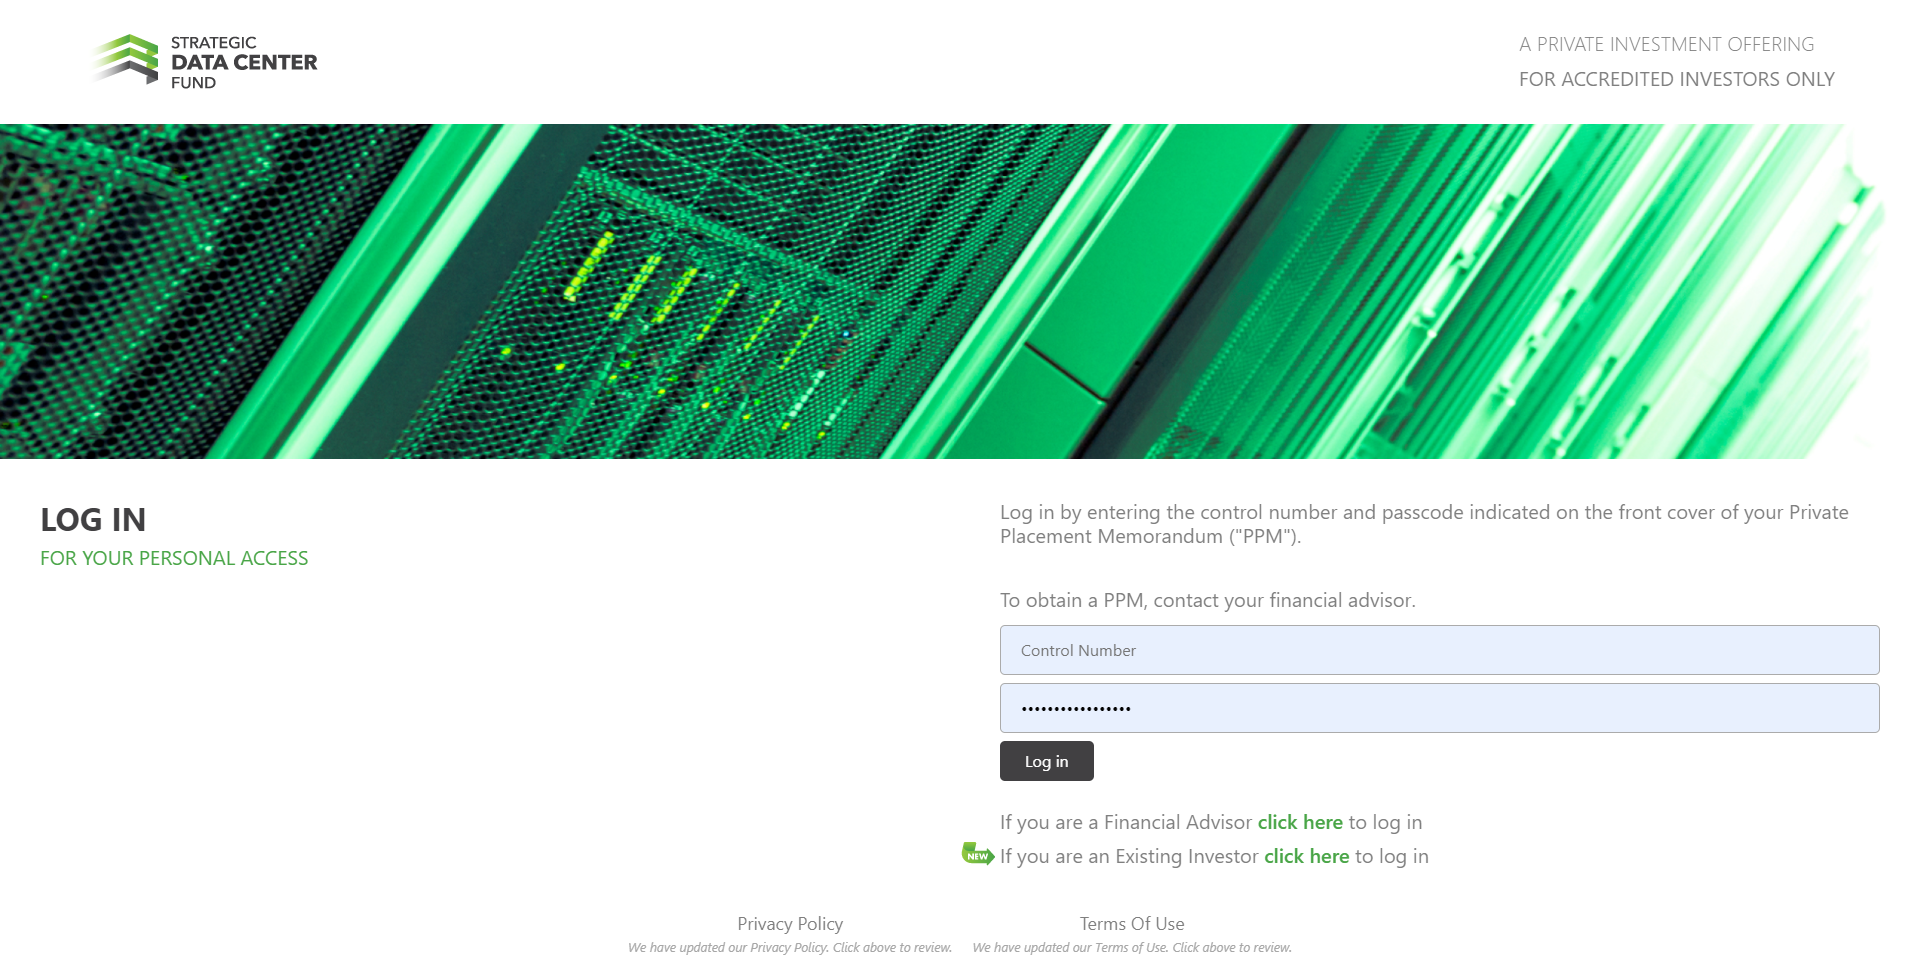 STRATEGIC
DATA CENTER
FUND
A PRIVATE INVESTMENT OFFERING
FOR ACCREDITED INVESTORS ONLY
LOG IN
FOR YOUR PERSONAL ACCESS
Log in by entering the control number and passcode indicated on the front cover of your Private
Placement Memorandum ("PPM").
To obtain a PPM, contact your financial advisor.
Control Number
•••••••••••••••••
Log in
If you are a Financial Advisor click here to log in
NEW If you are an Existing Investor click here to log in
Privacy Policy
We have updated our Privacy Policy. Click above to review.
Terms Of Use
We have updated our Terms of Use. Click above to review.